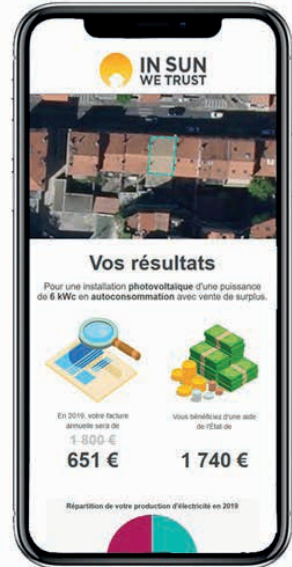 IN SUN
WE TRUST
Vos résultats
Pour une installation photovoltaïque d'une puissance
de 6 kWc en autoconsommation avec vente de surplus.
En 2019, votre facture
annuelle sera de
1 800 €
651 €
Vous bénéficiez d'une aide
de l'État de
1 740 €
Répartition de votre production d'électricité en 2019